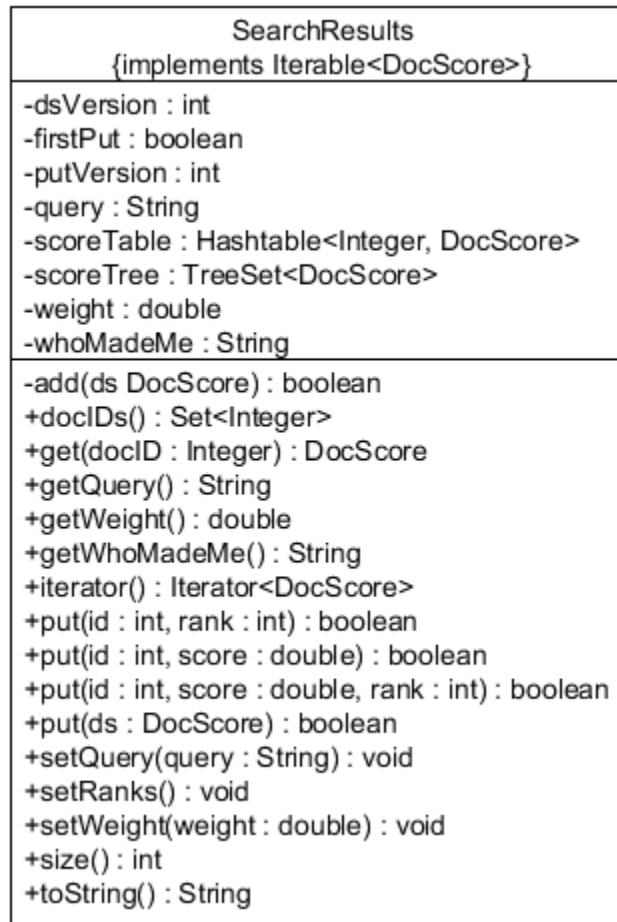 SearchResults
{implements Iterable<DocScore>}
-dsVersion : int
-firstPut : boolean
-putVersion : int
-query : String
-scoreTable : Hashtable<Integer, DocScore>
-scoreTree : TreeSet<DocScore>
-weight : double
-whoMadeMe : String
-add(ds DocScore) : boolean
+docIDs() : Set<Integer>
+get(docID : Integer) : DocScore
+getQuery() : String
+getWeight() : double
+getWhoMadeMe() : String
+iterator() : Iterator<DocScore>
+put(id : int, rank : int) : boolean
+put(id : int, score : double) : boolean
+put(id : int, score : double, rank : int) : boolean
+put(ds : DocScore) : boolean
+setQuery(query : String) : void
+setRanks() : void
+setWeight(weight : double) : void
+size() : int
+toString() : String